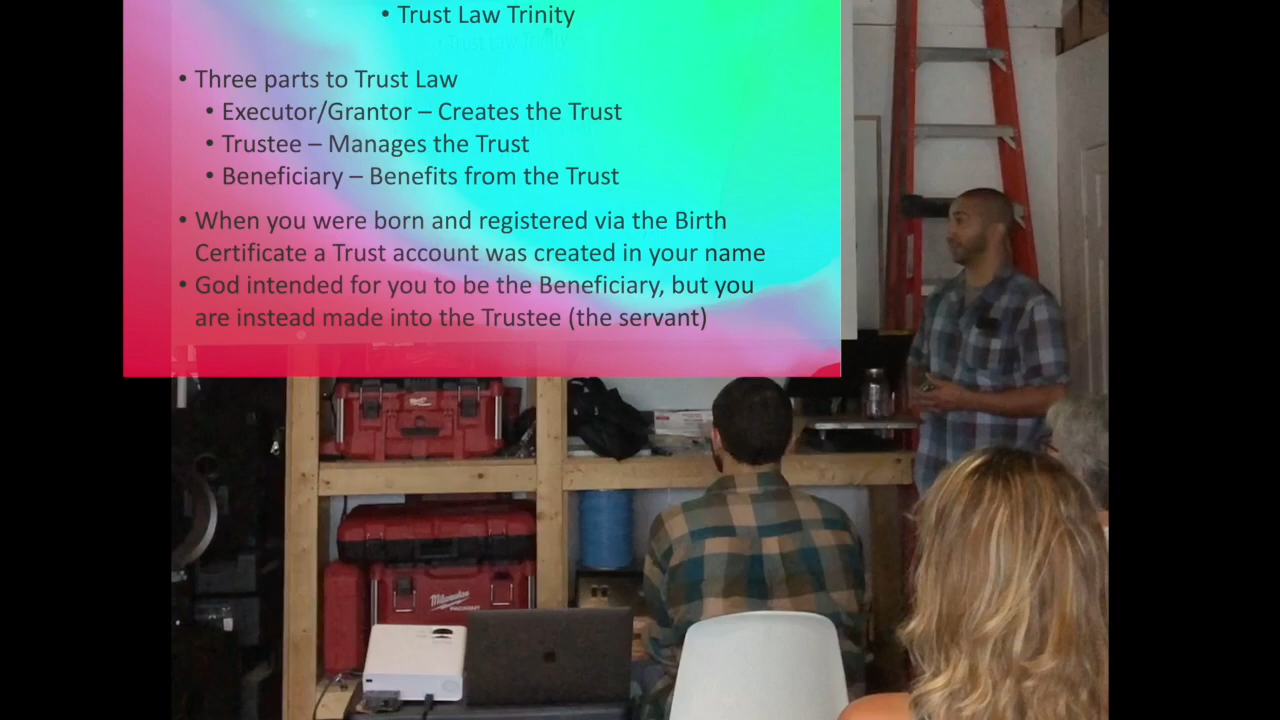 • Trust Law Trinity
• Three parts to Trust Law
• Executor/Grantor – Creates the Trust
• Trustee – Manages the Trust
• Beneficiary – Benefits from the Trust
• When you were born and registered via the Birth
Certificate a Trust account was created in your name
• God intended for you to be the Beneficiary, but you
are instead made into the Trustee (the servant)
Milwaukee
PACKOUT